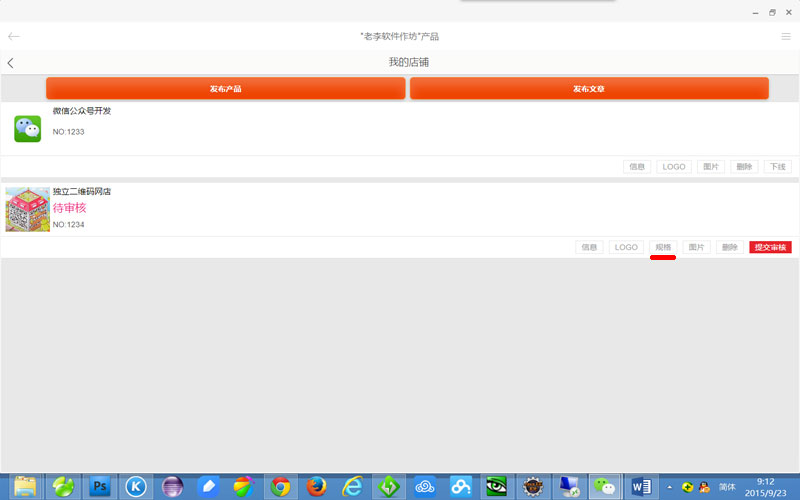 "老李软件作坊"产品
我的店铺
发布产品 发布文章
微信公众号开发
NO:1233
信息 LOGO 图片 删除 下线
独立二维码网店
待审核
NO:1234
信息 LOGO 规格 图片 删除 提交审核
Ps K W 简体 9:12
2015/9/23